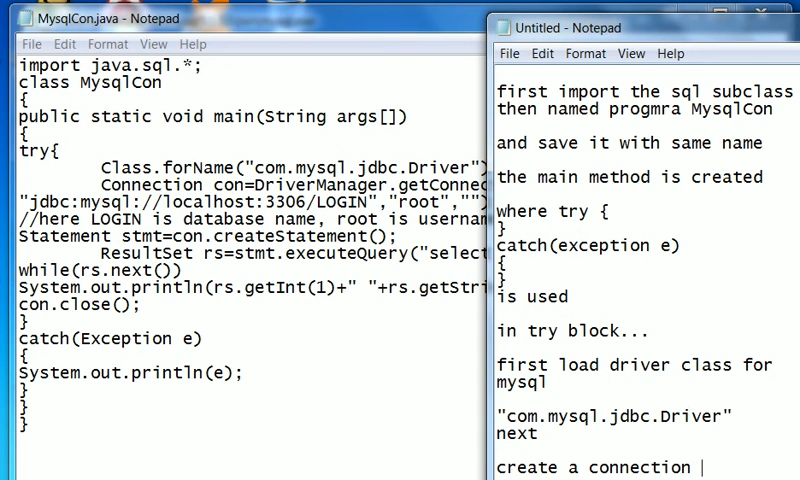 MysqlCon.java - Notepad
File Edit Format View Help
import java.sql.*;
class MysqlCon
{
public static void main(String args[])
{
try{
Class.forName("com.mysql.jdbc.Driver")
Connection con=DriverManager.getConnec
"jdbc:mysql://localhost:3306/LOGIN","root","")
//here LOGIN is database name, root is usernam
Statement stmt=con.createStatement();
ResultSet rs=stmt.executeQuery("select
while(rs.next())
System.out.println(rs.getInt(1)+" "+rs.getStri
con.close();
}
catch(Exception e)
{
System.out.println(e);
}
}
}
Untitled - Notepad
File Edit Format View Help
first import the sql subclass
then named progmra MysqlCon
and save it with same name
the main method is created
where try {
}
catch(exception e)
{
}
is used
in try block...
first load driver class for
mysql
"com.mysql.jdbc.Driver"
next
create a connection